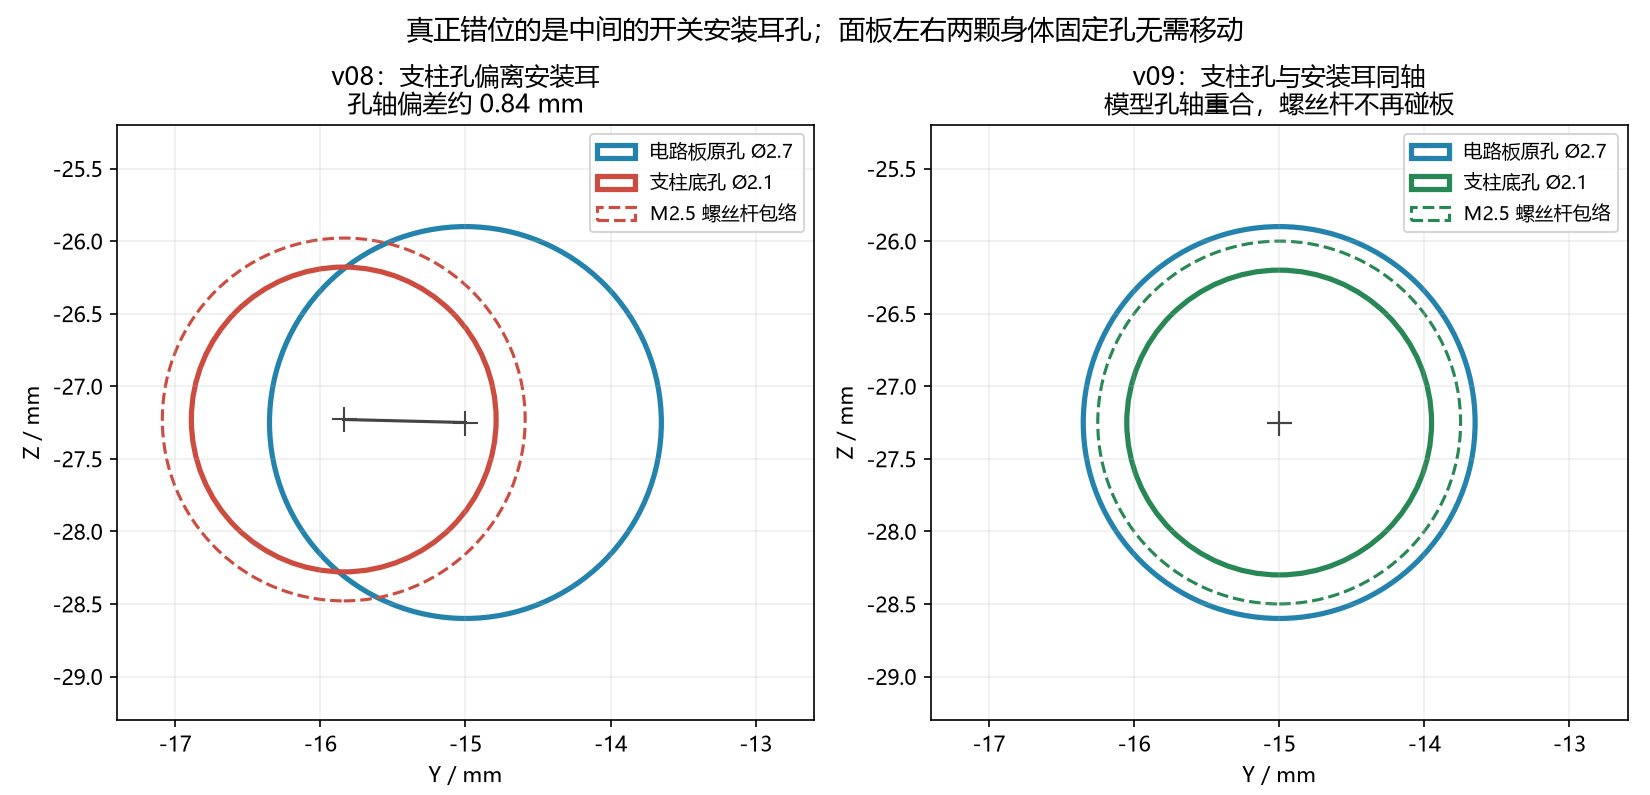 真正错位的是中间的开关安装耳孔；面板左右两颗身体固定孔无需移动
v08：支柱孔偏离安装耳
孔轴偏差约 0.84 mm
电路板原孔 Ø2.7
支柱底孔 Ø2.1
M2.5 螺丝杆包络
-25.5
-26.0
-26.5
-27.0
-27.5
-28.0
-28.5
-29.0
Z / mm
-17 -16 -15 -14 -13
Y / mm
v09：支柱孔与安装耳同轴
模型孔轴重合，螺丝杆不再碰板
电路板原孔 Ø2.7
支柱底孔 Ø2.1
M2.5 螺丝杆包络
-25.5
-26.0
-26.5
-27.0
-27.5
-28.0
-28.5
-29.0
Z / mm
-17 -16 -15 -14 -13
Y / mm